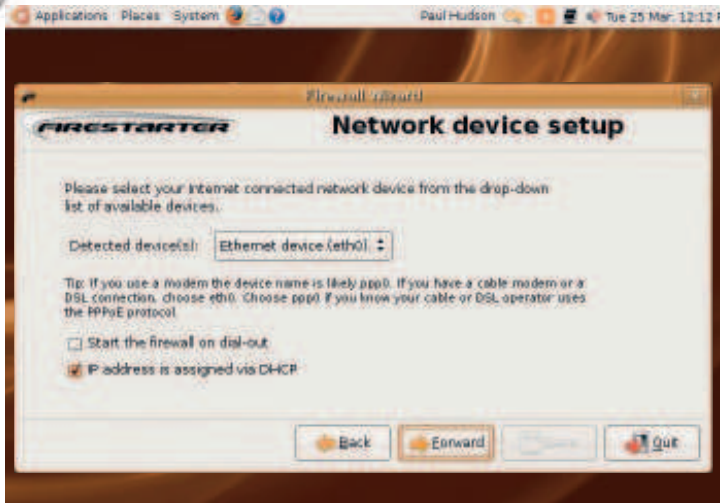 Applications Places System Paul Hudson Tue 25 Mar, 12:12
Firewall Wizard
FIRESTARTER Network device setup
Please select your Internet connected network device from the drop-down
list of available devices.
Detected device(s): Ethernet device (eth0)
Tip: If you use a modem the device name is likely ppp0. If you have a cable modem or a
DSL connection, choose eth0. Choose ppp0 if you know your cable or DSL operator uses
the PPPoE protocol
Start the firewall on dial-out
IP address is assigned via DHCP
Back Forward Save Quit